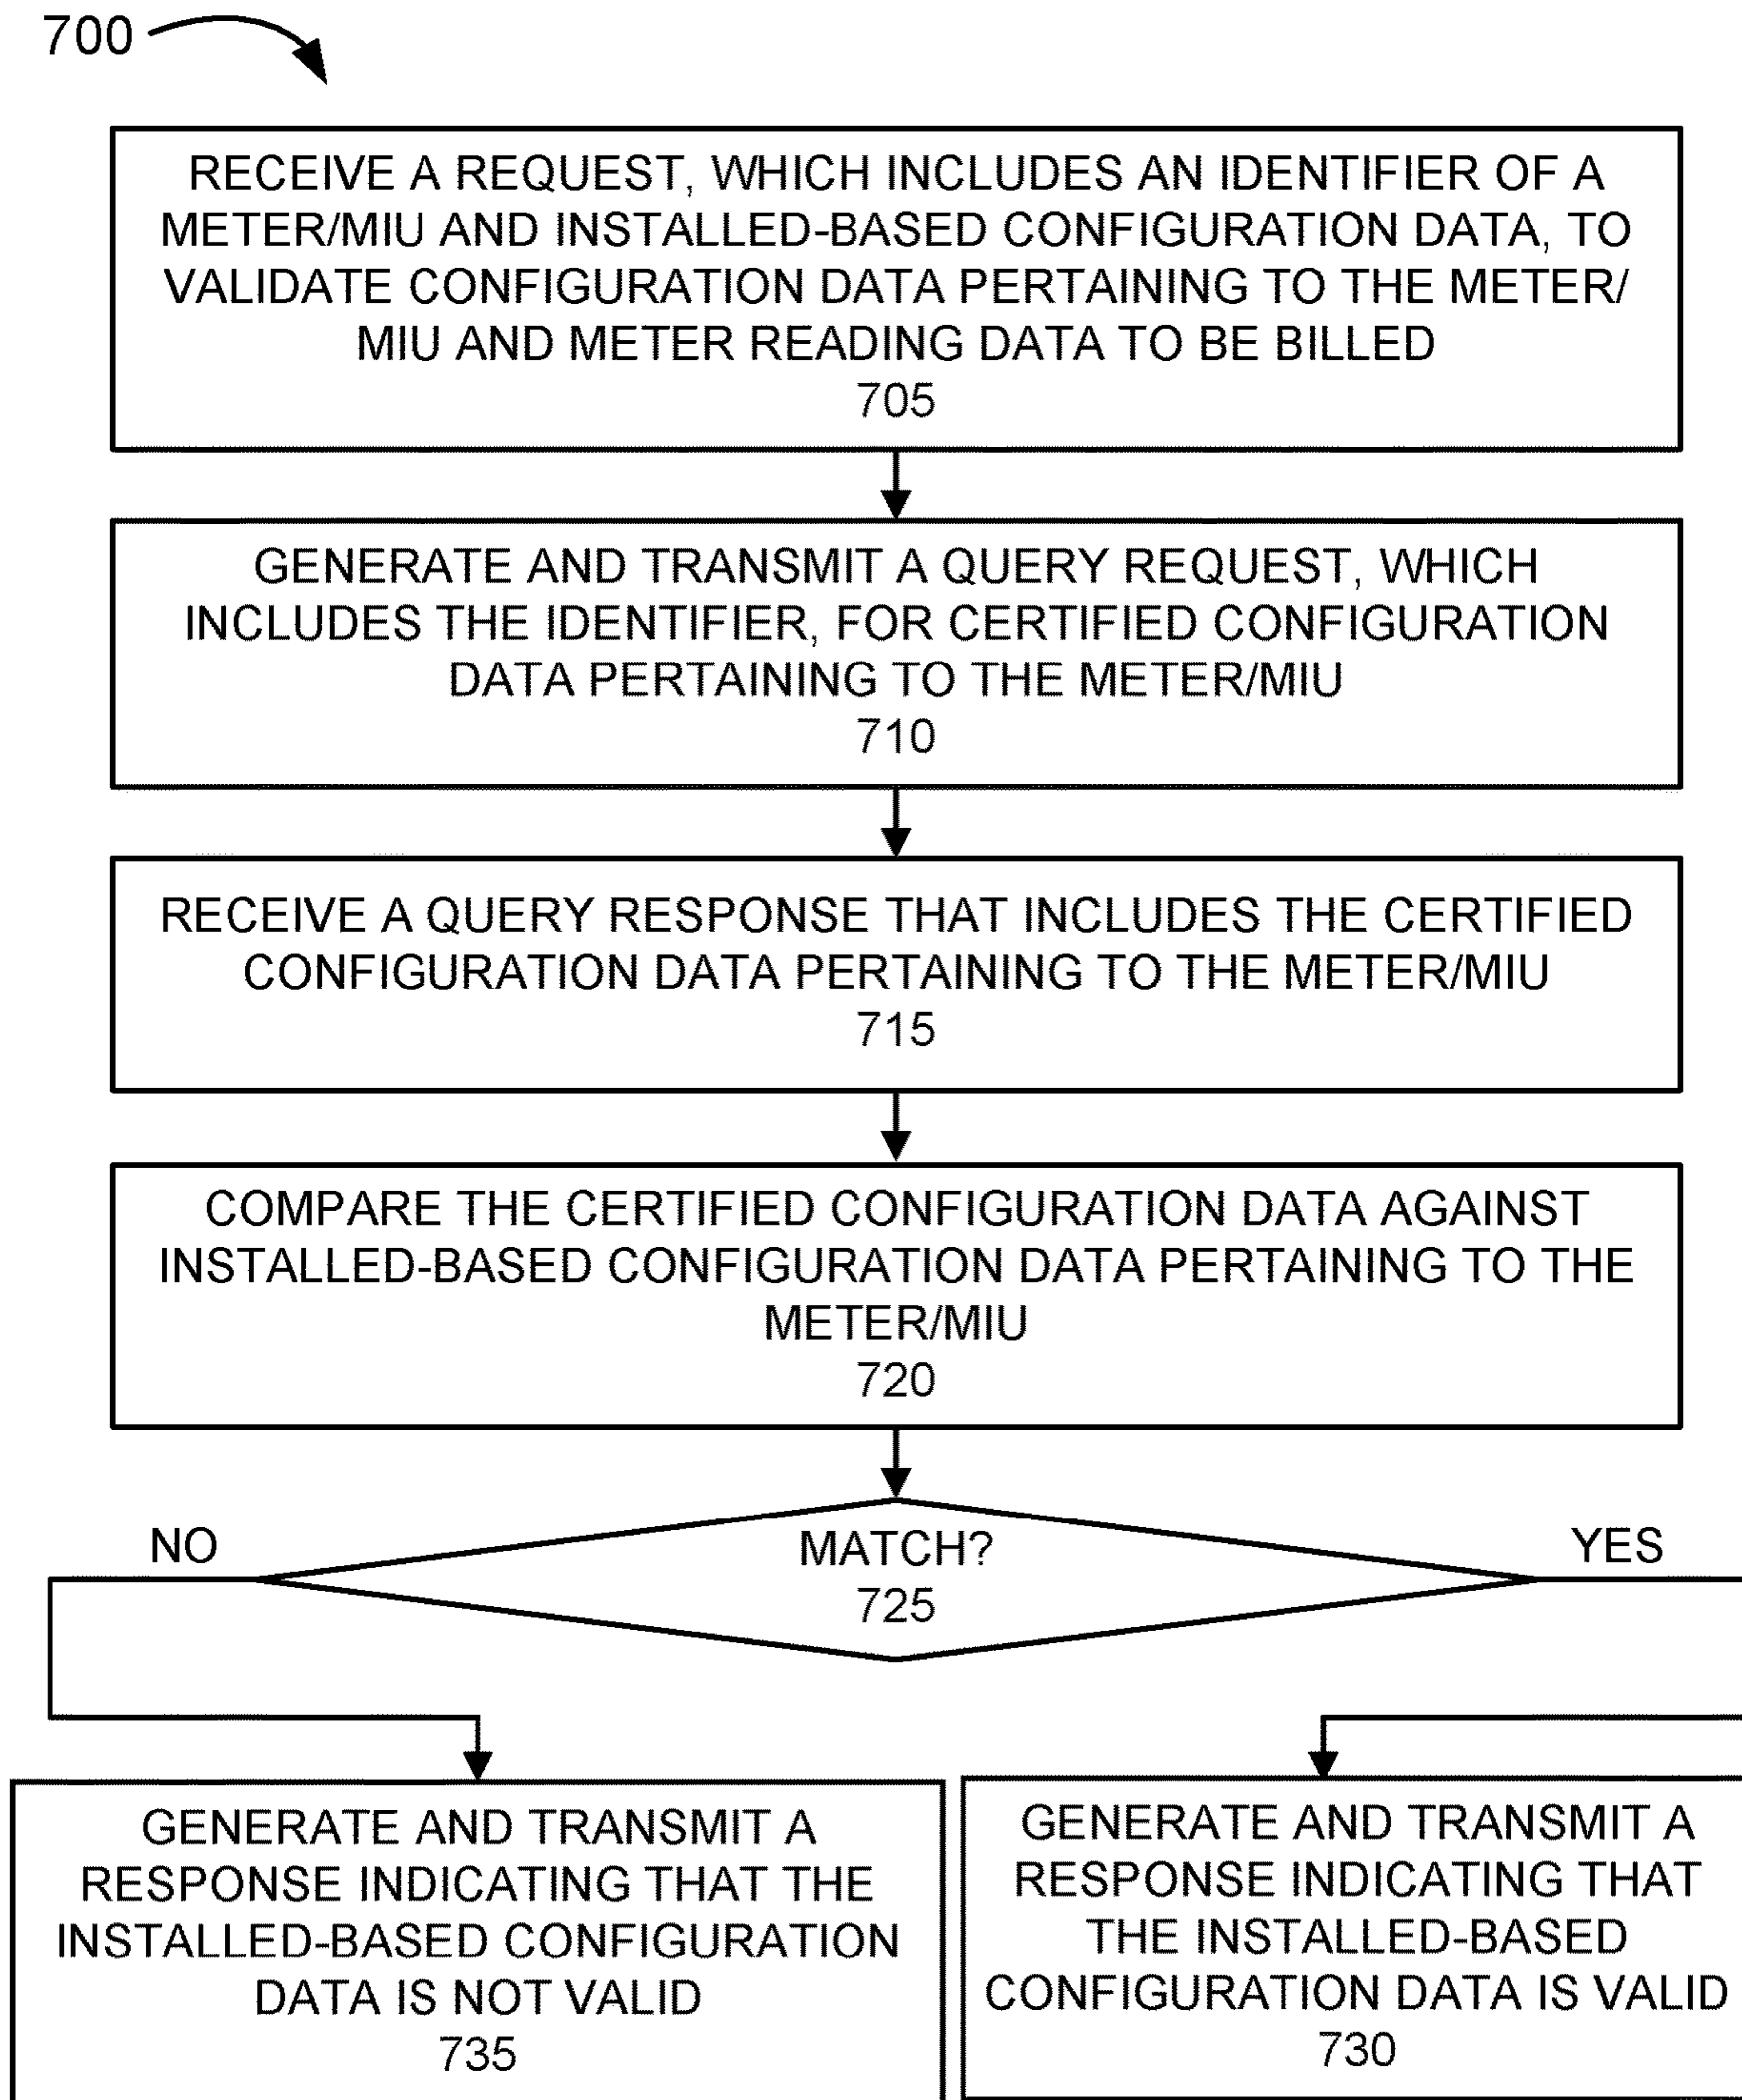 700
RECEIVE A REQUEST, WHICH INCLUDES AN IDENTIFIER OF A
METER/MIU AND INSTALLED-BASED CONFIGURATION DATA, TO
VALIDATE CONFIGURATION DATA PERTAINING TO THE METER/
MIU AND METER READING DATA TO BE BILLED
705
GENERATE AND TRANSMIT A QUERY REQUEST, WHICH
INCLUDES THE IDENTIFIER, FOR CERTIFIED CONFIGURATION
DATA PERTAINING TO THE METER/MIU
710
RECEIVE A QUERY RESPONSE THAT INCLUDES THE CERTIFIED
CONFIGURATION DATA PERTAINING TO THE METER/MIU
715
COMPARE THE CERTIFIED CONFIGURATION DATA AGAINST
INSTALLED-BASED CONFIGURATION DATA PERTAINING TO THE
METER/MIU
720
NO
MATCH?
725
YES
GENERATE AND TRANSMIT A
RESPONSE INDICATING THAT THE
INSTALLED-BASED CONFIGURATION
DATA IS NOT VALID
735
GENERATE AND TRANSMIT A
RESPONSE INDICATING THAT
THE INSTALLED-BASED
CONFIGURATION DATA IS VALID
730